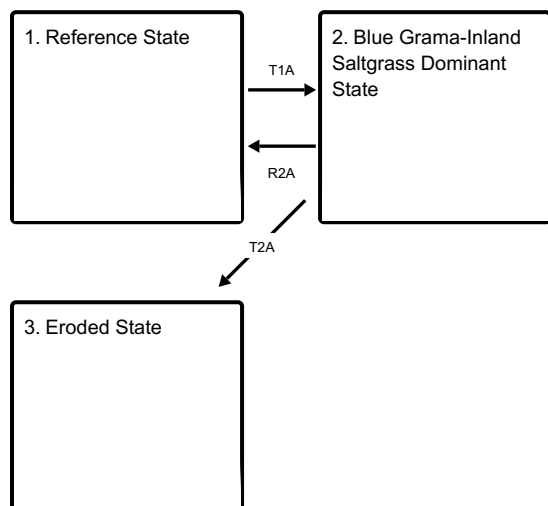 1. Reference State
2. Blue Grama-Inland
Saltgrass Dominant
State
T1A
R2A
T2A
3. Eroded State